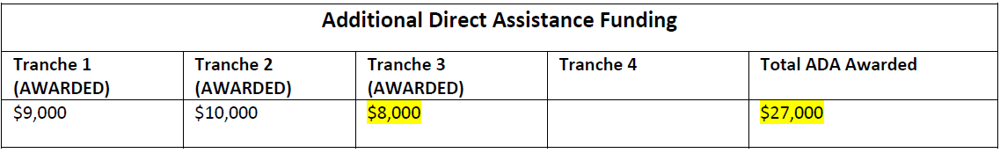 Additional Direct Assistance Funding
Tranche 1 Tranche 2 Tranche 3 Tranche 4 Total ADA Awarded
(AWARDED) (AWARDED) (AWARDED)
$9,000 $10,000 $8,000 $27,000